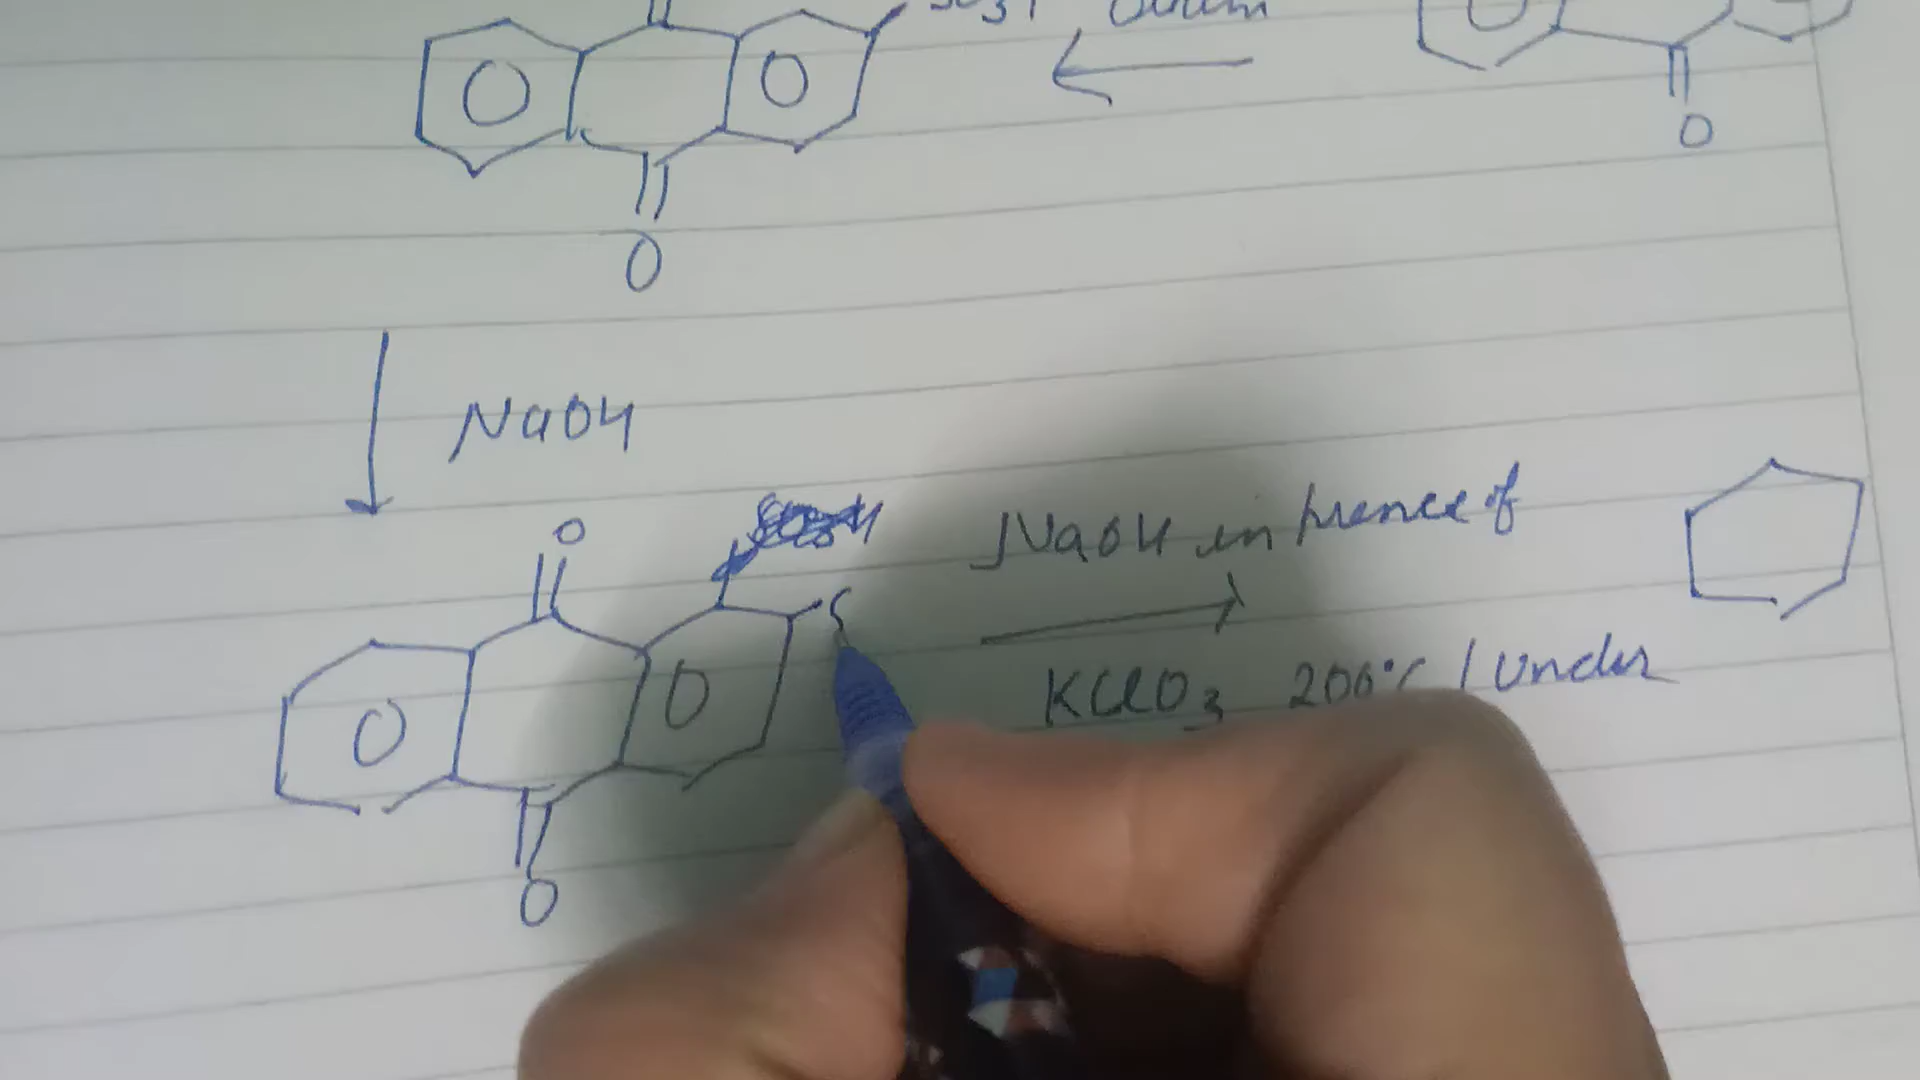 O
O
NaOH
O
NaOH in presence of
S
KClO3 200°C / Under
O